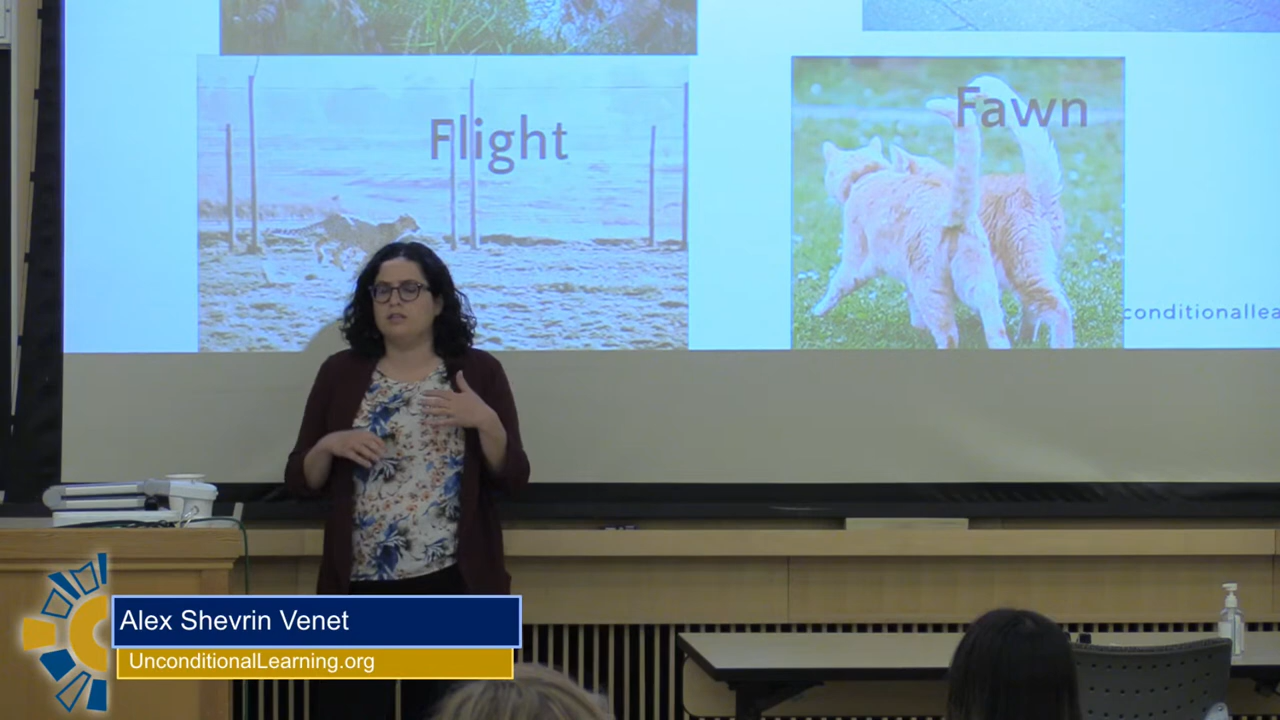 Flight
Fawn
conditionallea
Alex Shevrin Venet
UnconditionalLearning.org